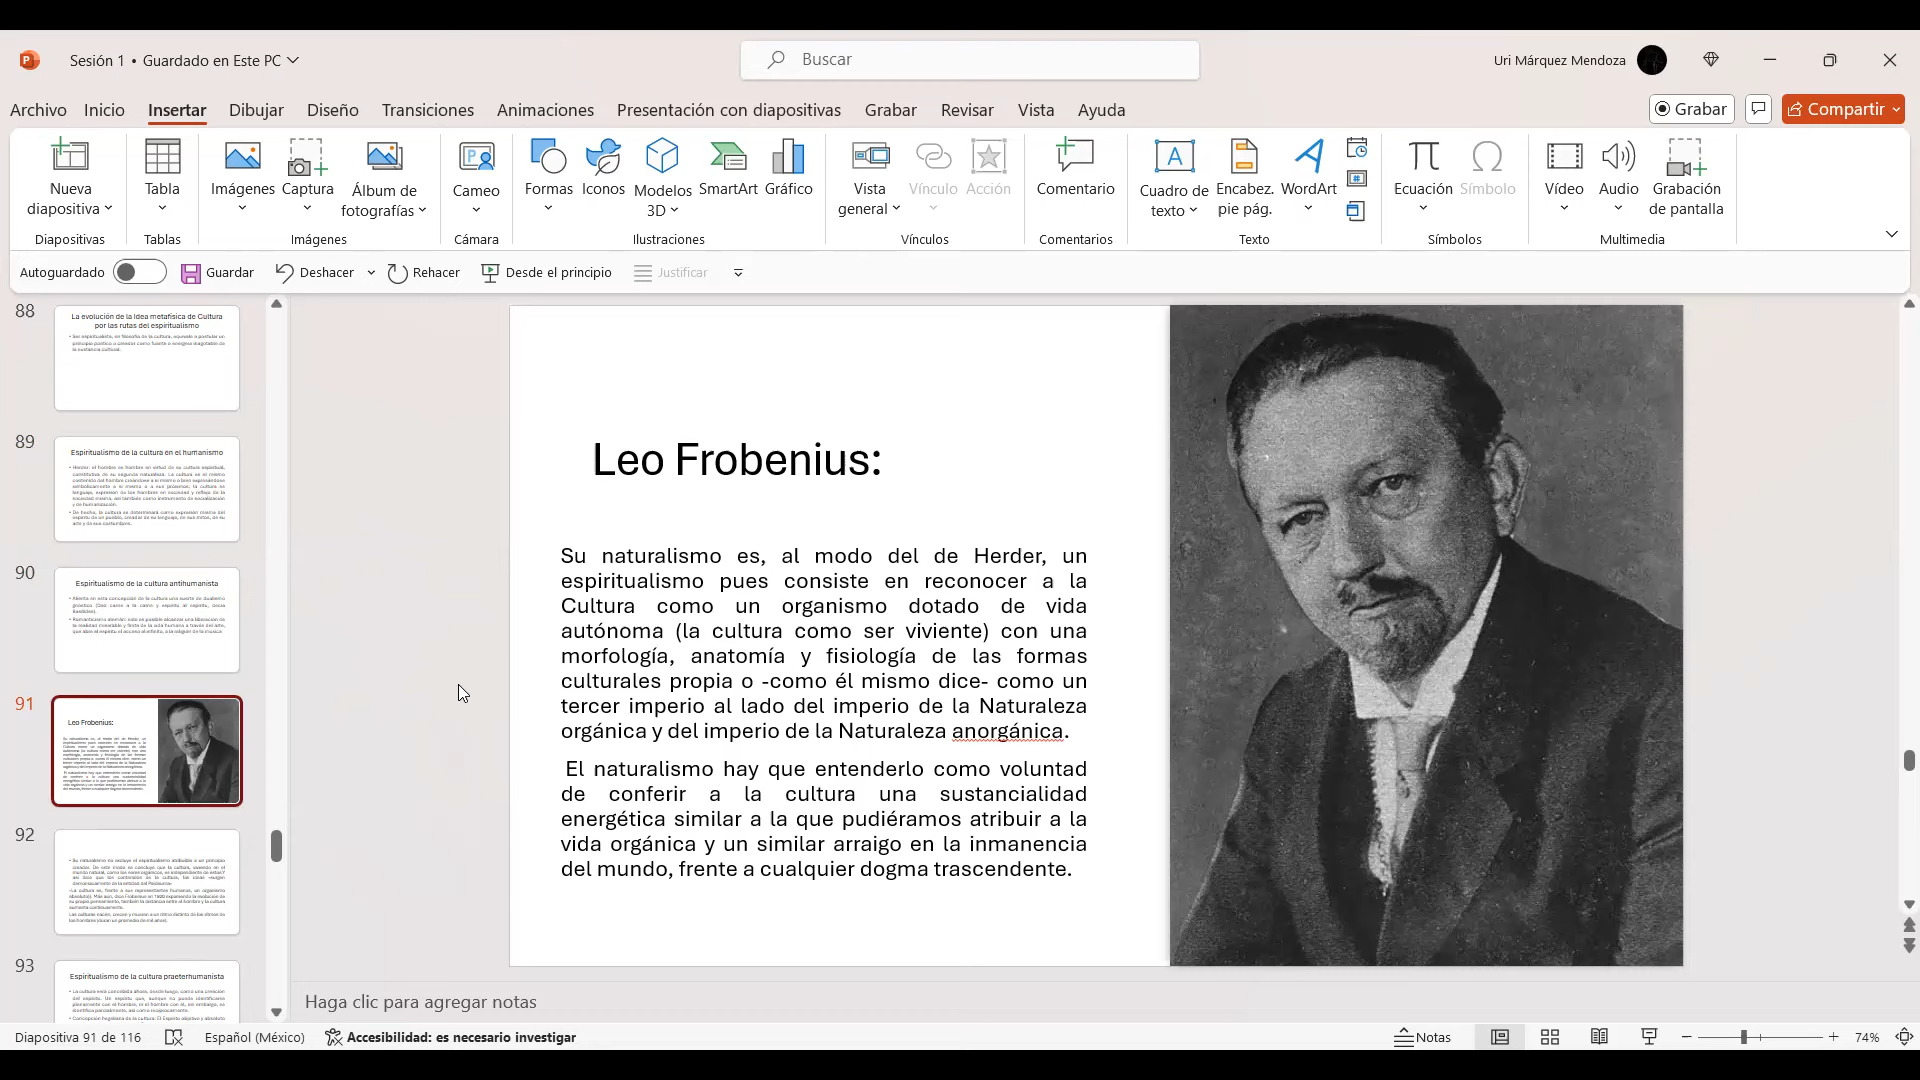 Sesión 1 • Guardado en Este PC
Buscar
Uri Márquez Mendoza
Archivo Inicio Insertar Dibujar Diseño Transiciones Animaciones Presentación con diapositivas Grabar Revisar Vista Ayuda
Grabar
Compartir
Nueva diapositiva
Tabla
Imágenes
Captura
Álbum de fotografías
Cameo
Formas
Iconos
Modelos 3D
SmartArt
Gráfico
Vista general
Vínculo
Acción
Comentario
Cuadro de texto
Encabez. pie pág.
WordArt
Ecuación
Símbolo
Vídeo
Audio
Grabación de pantalla
Diapositivas
Tablas
Imágenes
Cámara
Ilustraciones
Vínculos
Comentarios
Texto
Símbolos
Multimedia
Autoguardado
Guardar
Deshacer
Rehacer
Desde el principio
Justificar
88
La evolución de la Idea metafísica de Cultura
por las rutas del espiritualismo
89
Espiritualismo de la cultura en el humanismo
90
Espiritualismo de la cultura antihumanista
91
Leo Frobenius:
92
93
Espiritualismo de la cultura praeterhumanista
Leo Frobenius:
Su naturalismo es, al modo del de Herder, un
espiritualismo pues consiste en reconocer a la
Cultura como un organismo dotado de vida
autónoma (la cultura como ser viviente) con una
morfología, anatomía y fisiología de las formas
culturales propia o -como él mismo dice- como un
tercer imperio al lado del imperio de la Naturaleza
orgánica y del imperio de la Naturaleza anorgánica.
El naturalismo hay que entenderlo como voluntad
de conferir a la cultura una sustancialidad
energética similar a la que pudiéramos atribuir a la
vida orgánica y un similar arraigo en la inmanencia
del mundo, frente a cualquier dogma trascendente.
Haga clic para agregar notas
Diapositiva 91 de 116
Español (México)
Accesibilidad: es necesario investigar
Notas
74%